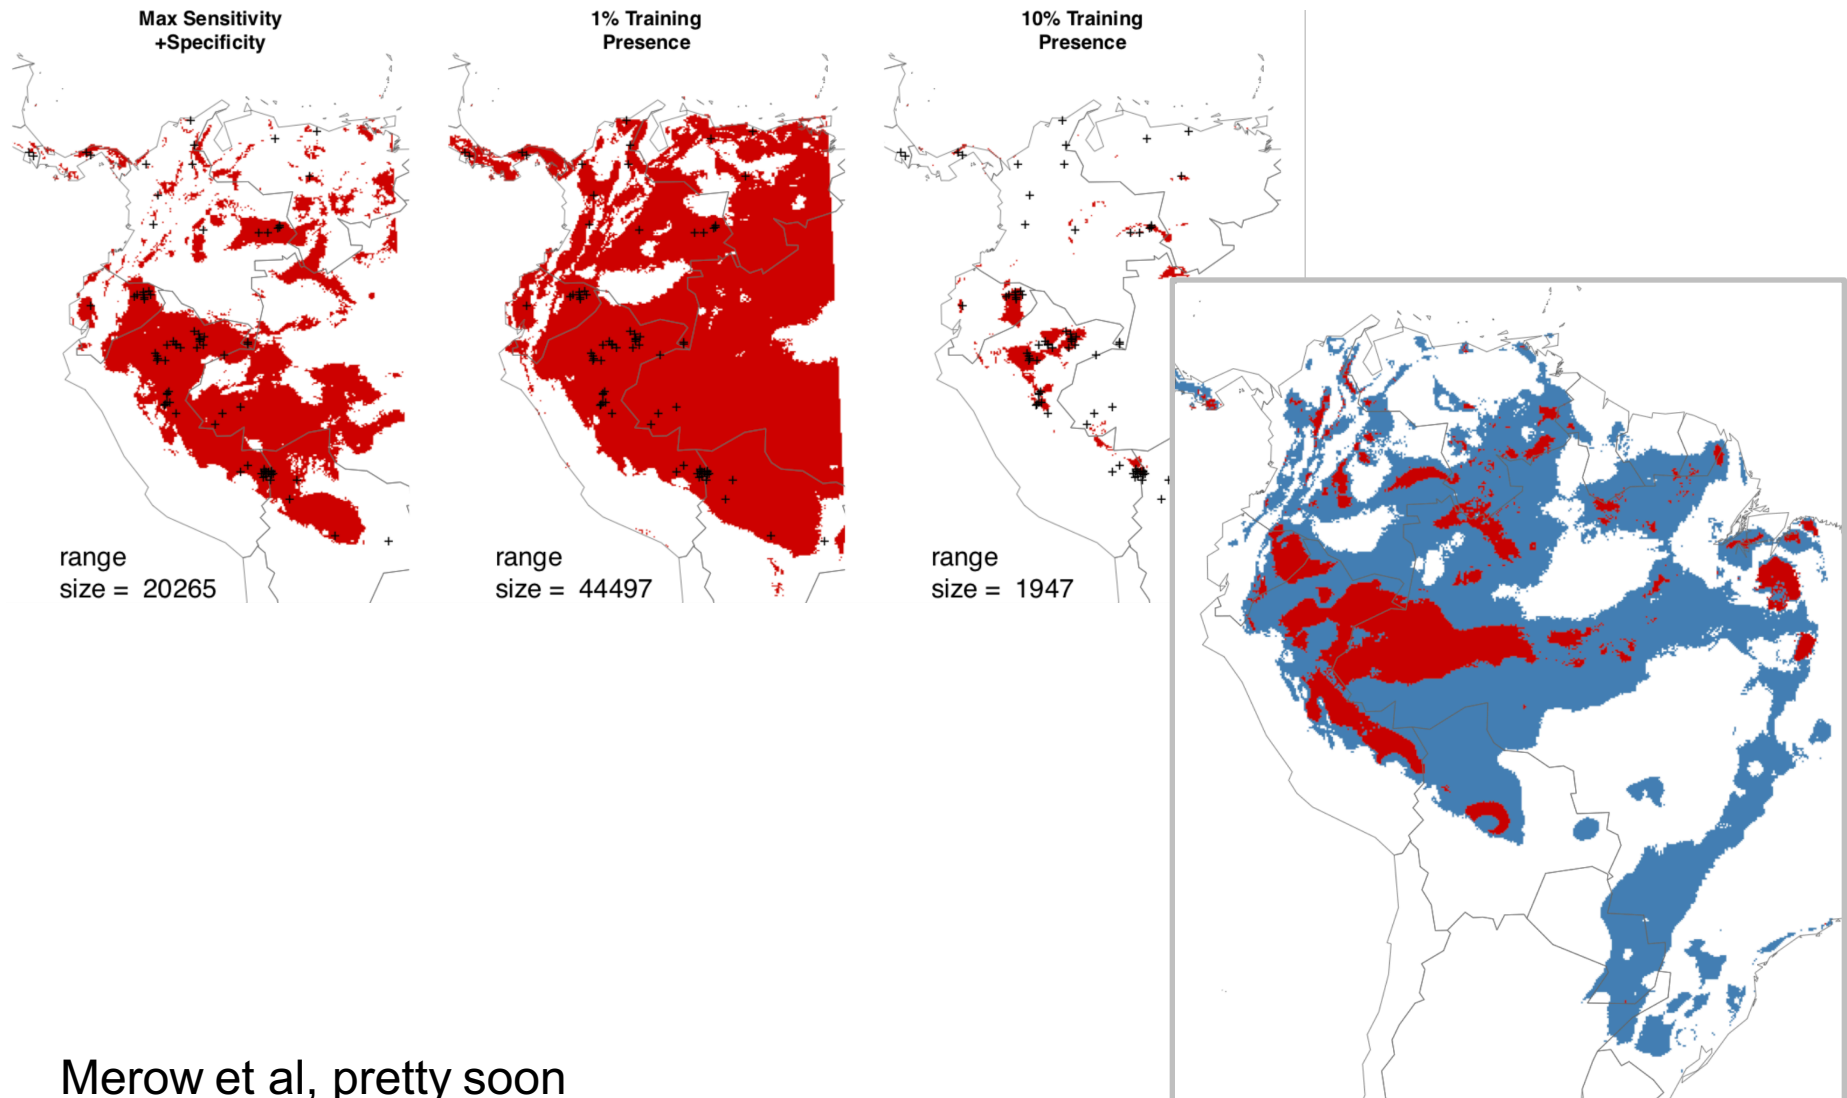 Max Sensitivity
+Specificity
1% Training
Presence
10% Training
Presence
range
size = 20265
range
size = 44497
range
size = 1947
Merow et al, pretty soon